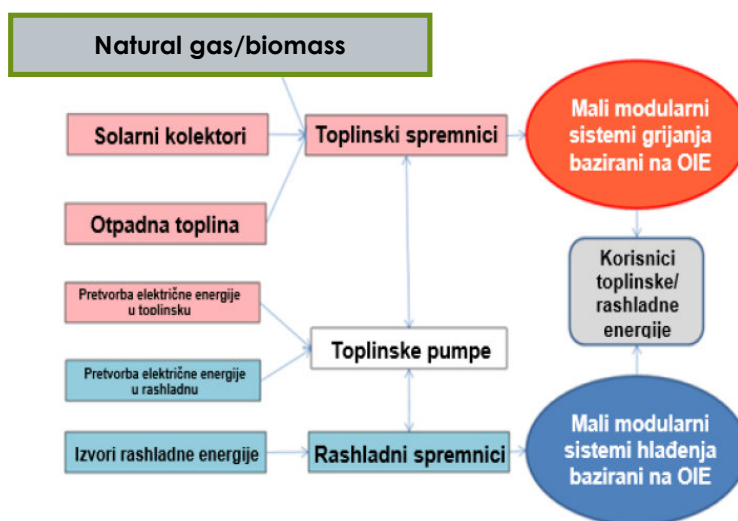 Natural gas/biomass
Solarni kolektori
Toplinski spremnici
Mali modularni
sistemi grijanja
bazirani na OIE
Otpadna toplina
Korisnici
toplinske/
rashladne
energije
Pretvorba električne energije
u toplinsku
Toplinske pumpe
Pretvorba električne energije
u rashladnu
Izvori rashladne energije
Rashladni spremnici
Mali modularni
sistemi hlađenja
bazirani na OIE